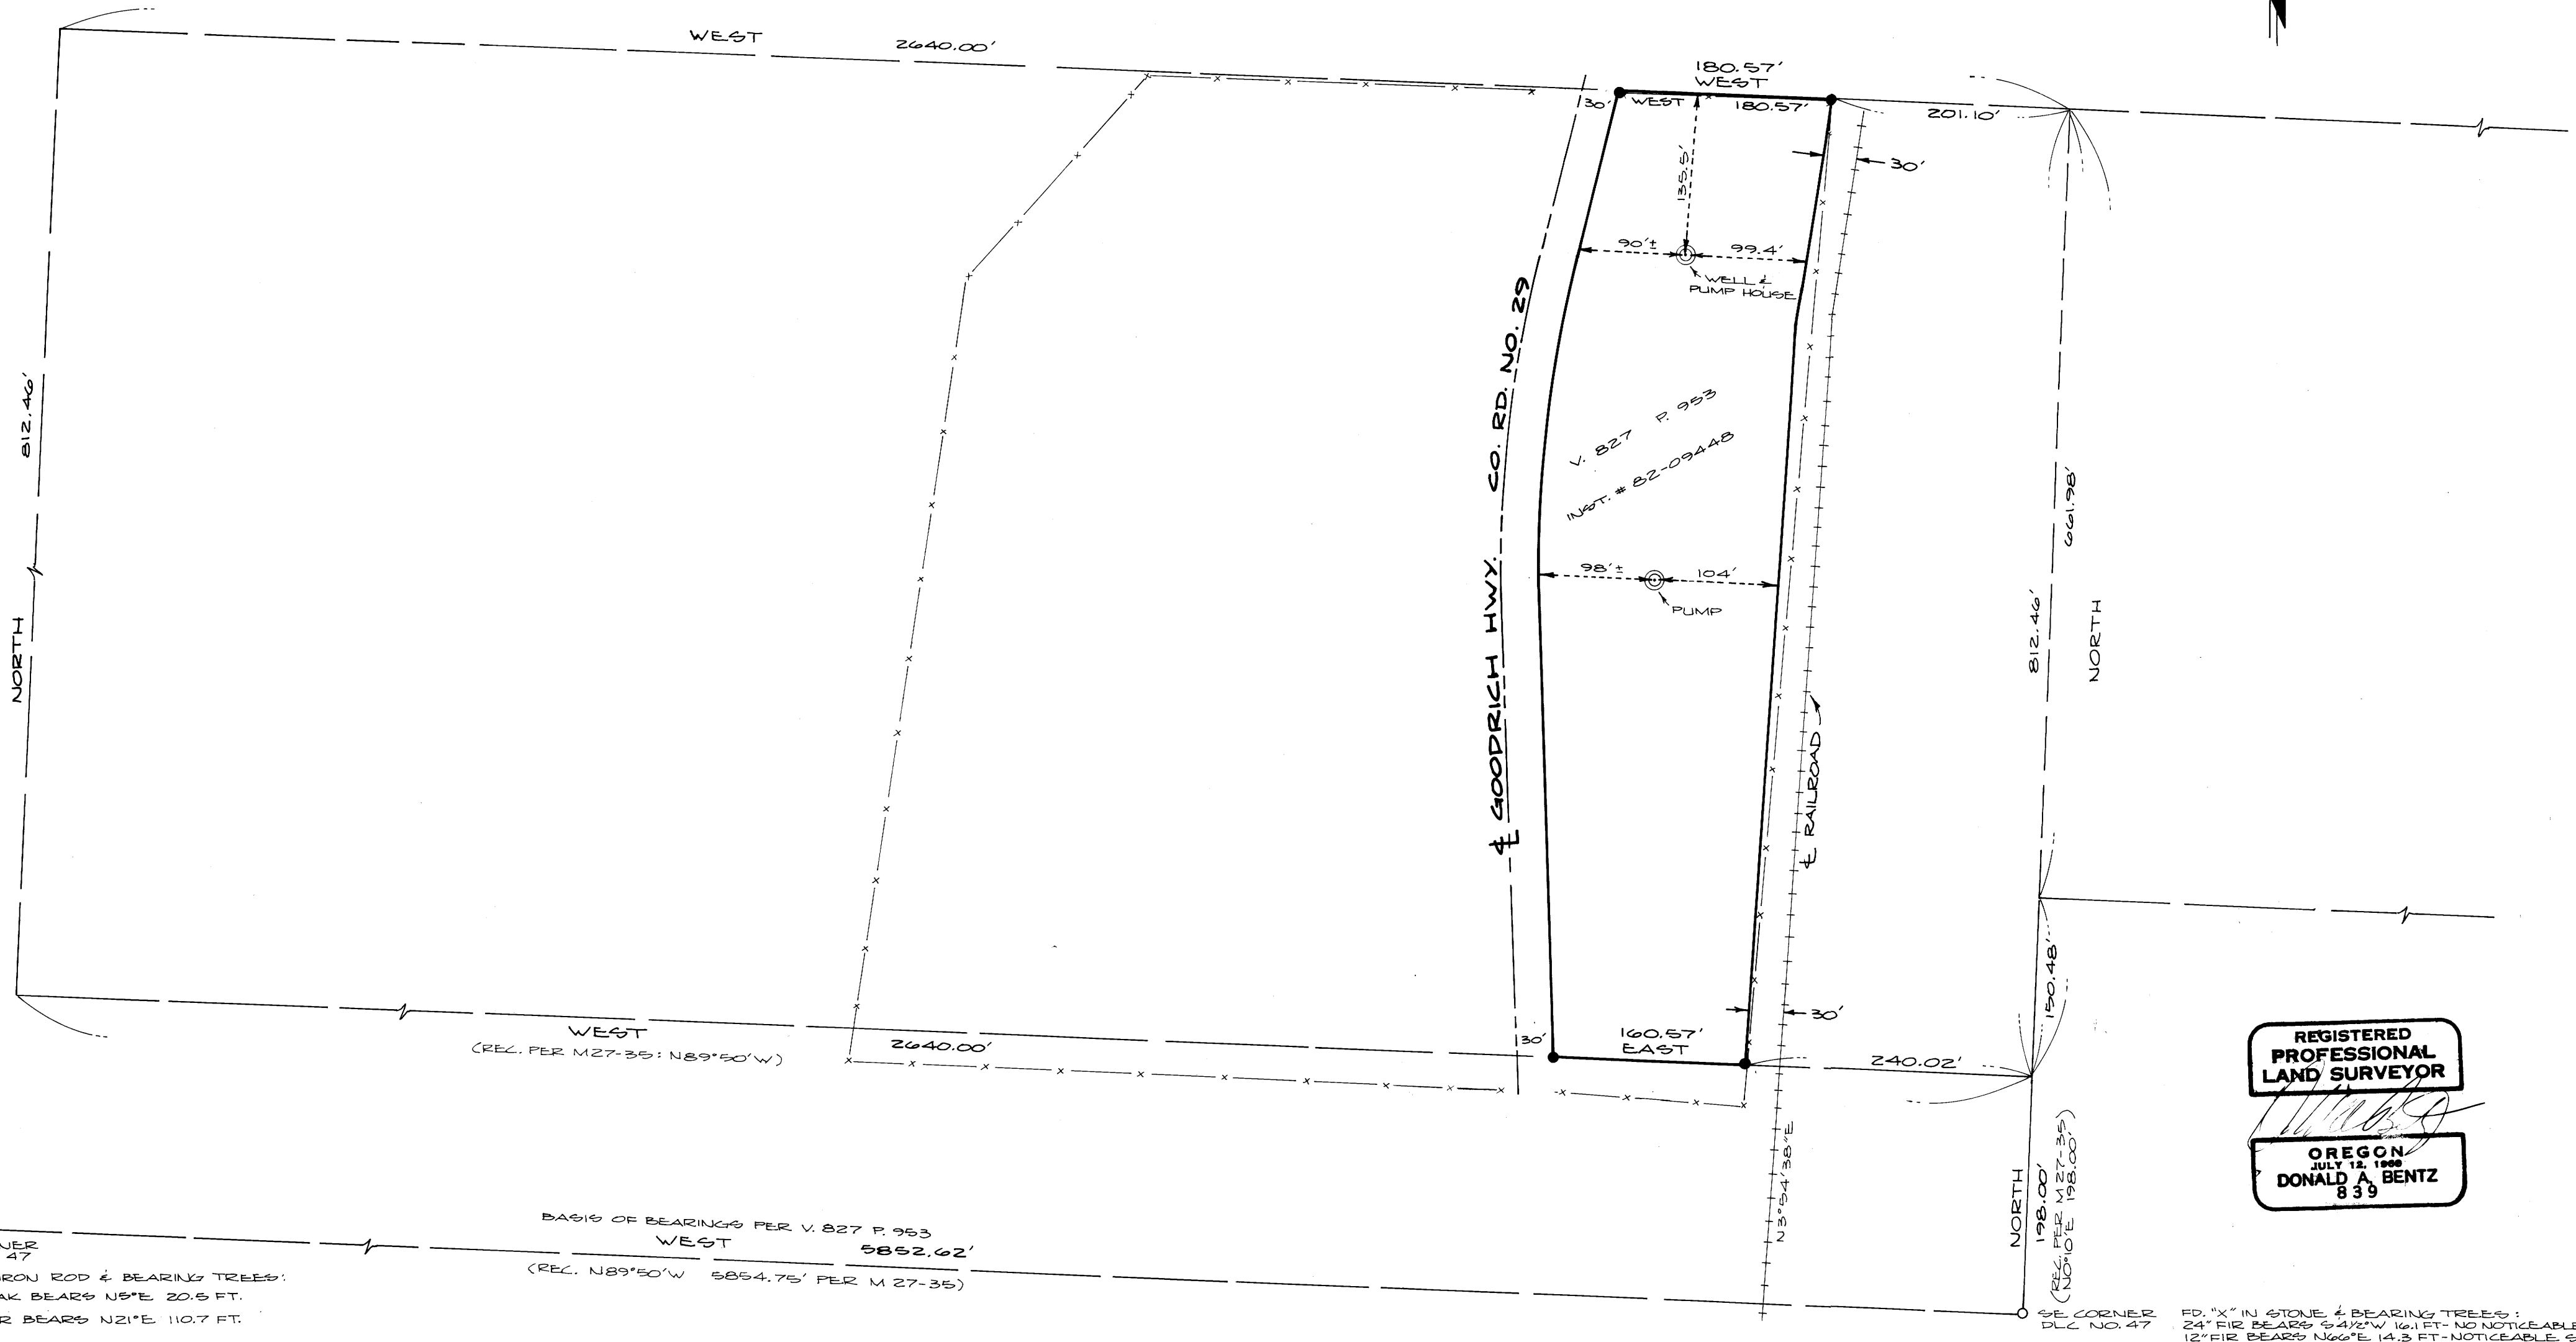 WEST 2640.00'
180.57'
WEST
30' WEST 180.57'
201.10'
30'
135.5'
90'± 99.4'
WELL &
PUMP HOUSE
812.46'
NORTH
℄ GOODRICH HWY. CO. RD. NO. 29
V. 827 P. 953
INST. # 82-09448
661.98'
812.46'
NORTH
98'± 104'
PUMP
℄ RAILROAD
150.48'
30'
WEST
2640.00'
(REC. PER M27-35: N89°50'W)
30'
160.57'
EAST
240.02'
N3°54'38"E
NORTH
198.00'
(REC. PER M27-35)
(N0°10'E 198.00')
REGISTERED
PROFESSIONAL
LAND SURVEYOR
OREGON
JULY 12, 1968
DONALD A. BENTZ
839
BASIS OF BEARINGS PER V. 827 P. 953
WEST 5852.62'
(REC. N89°50'W 5854.75' PER M 27-35)
NER
47
IRON ROD & BEARING TREES:
AK BEARS N5°E 20.5 FT.
R BEARS N21°E 110.7 FT.
SE CORNER
DLC NO. 47
FD. "X" IN STONE & BEARING TREES:
24" FIR BEARS S4½°W 16.1 FT - NO NOTICEABLE
12" FIR BEARS N66°E 14.3 FT - NOTICEABLE S